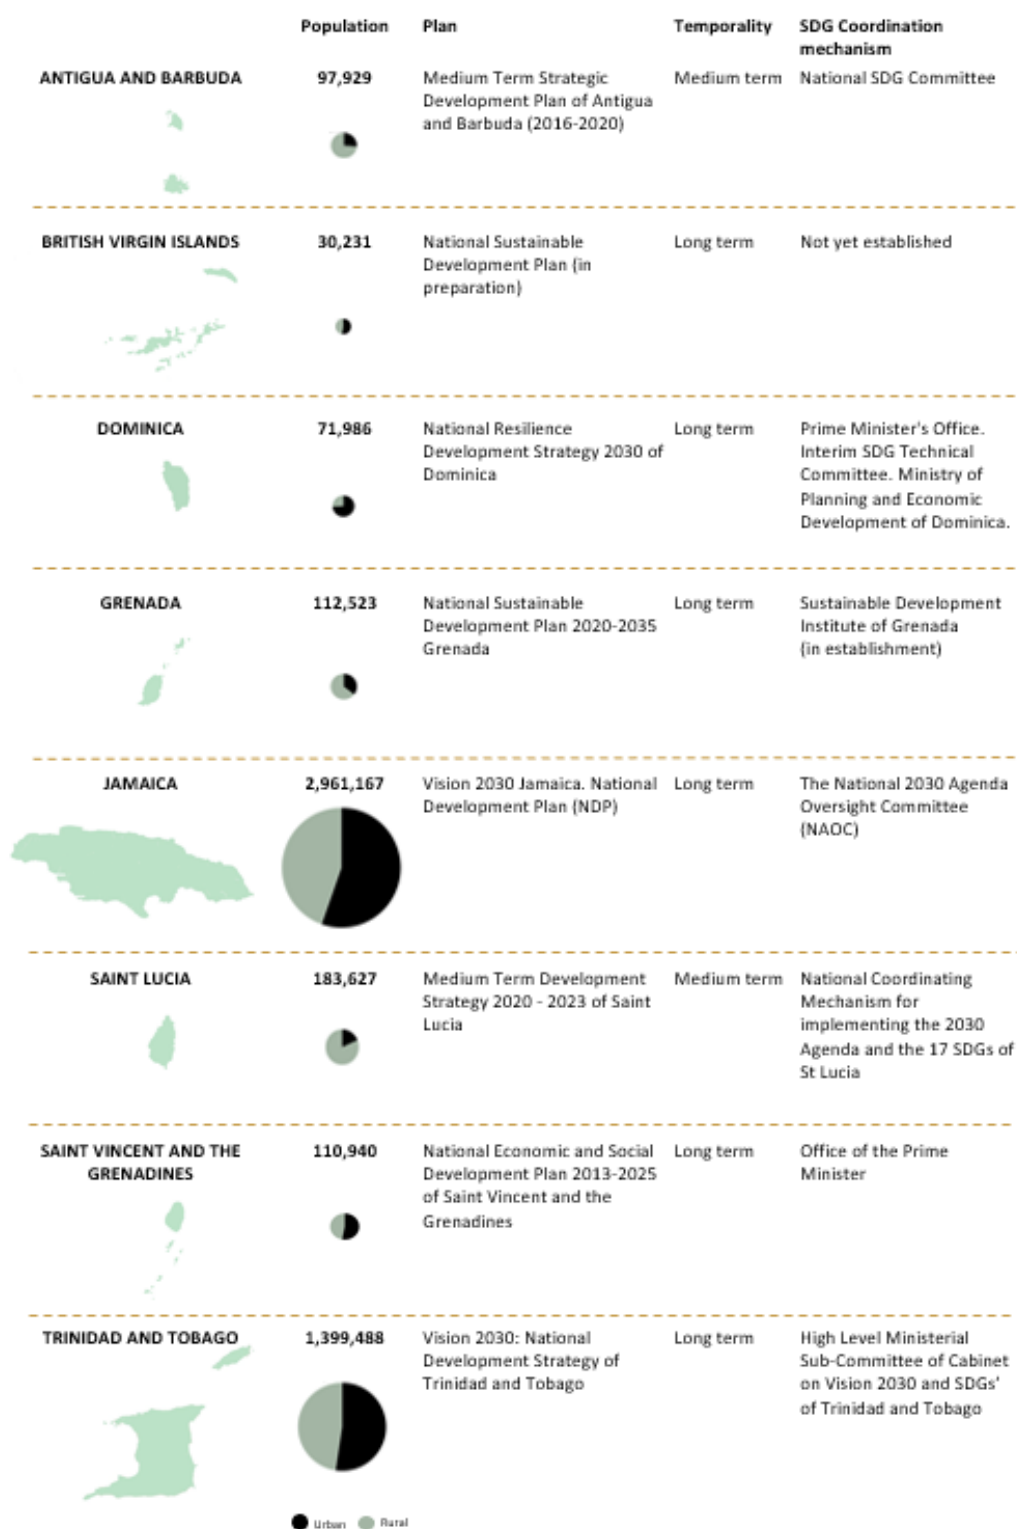 Population Plan Temporality SDG Coordination
mechanism
ANTIGUA AND BARBUDA 97,929 Medium Term Strategic Medium term National SDG Committee
Development Plan of Antigua
and Barbuda (2016-2020)
BRITISH VIRGIN ISLANDS 30,231 National Sustainable Long term Not yet established
Development Plan (in
preparation)
DOMINICA 71,986 National Resilience Long term Prime Minister's Office.
Development Strategy 2030 of Interim SDG Technical
Dominica Committee. Ministry of
Planning and Economic
Development of Dominica.
GRENADA 112,523 National Sustainable Long term Sustainable Development
Development Plan 2020-2035 Institute of Grenada
Grenada (in establishment)
JAMAICA 2,961,167 Vision 2030 Jamaica. National Long term The National 2030 Agenda
Development Plan (NDP) Oversight Committee
(NAOC)
SAINT LUCIA 183,627 Medium Term Development Medium term National Coordinating
Strategy 2020 - 2023 of Saint Mechanism for
Lucia implementing the 2030
Agenda and the 17 SDGs of
St Lucia
SAINT VINCENT AND THE 110,940 National Economic and Social Long term Office of the Prime
GRENADINES Development Plan 2013-2025 Minister
of Saint Vincent and the
Grenadines
TRINIDAD AND TOBAGO 1,399,488 Vision 2030: National Long term High Level Ministerial
Development Strategy of Sub-Committee of Cabinet
Trinidad and Tobago on Vision 2030 and SDGs'
of Trinidad and Tobago
Urban Rural